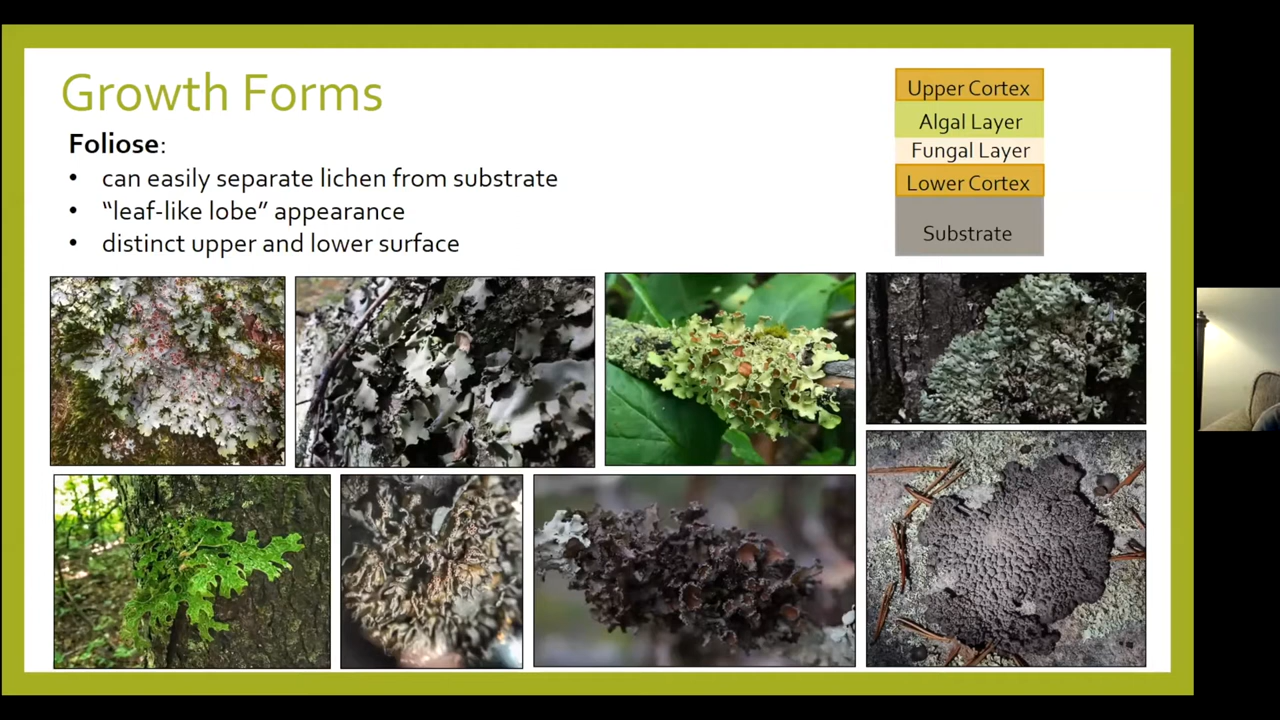 Growth Forms
Foliose:
• can easily separate lichen from substrate
• “leaf-like lobe” appearance
• distinct upper and lower surface
Upper Cortex
Algal Layer
Fungal Layer
Lower Cortex
Substrate